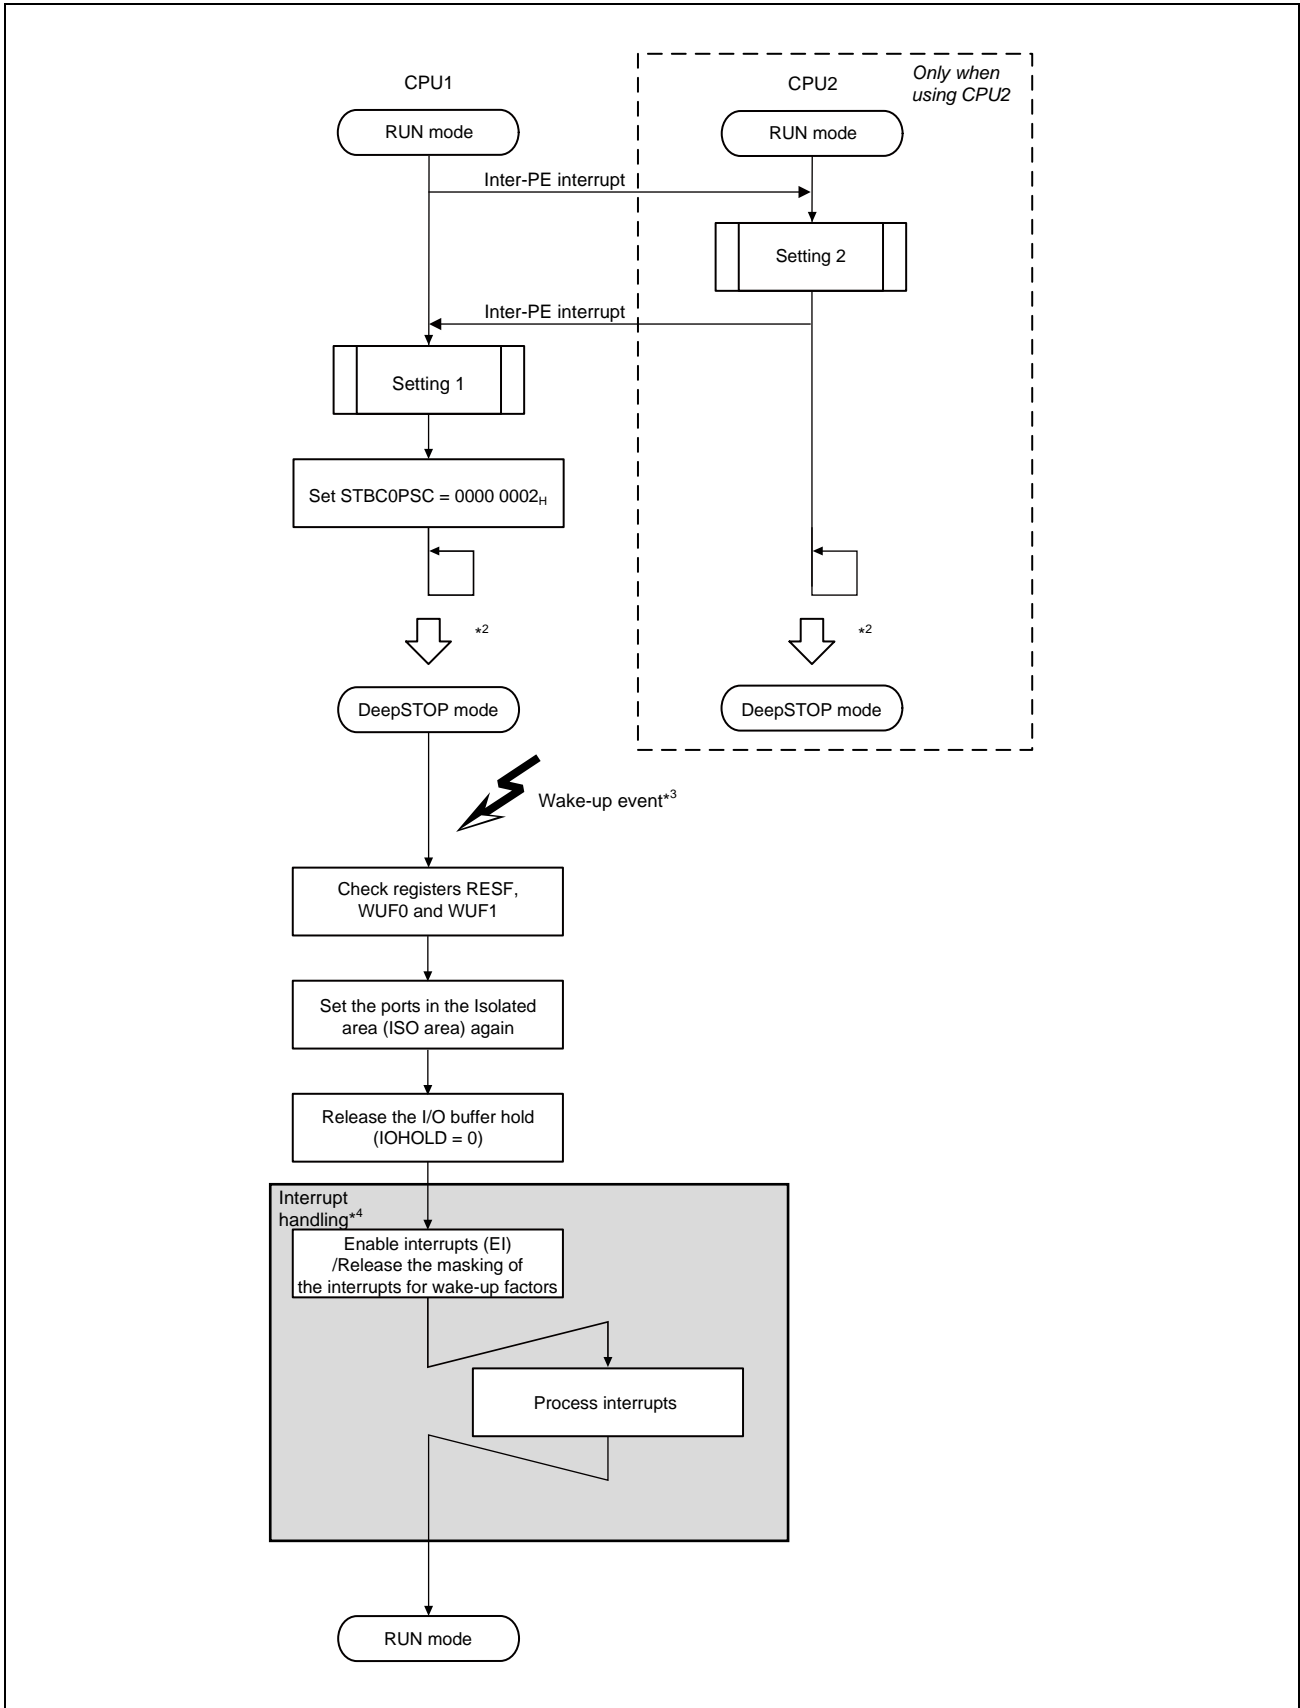 CPU1
CPU2
Only when
using CPU2
RUN mode
RUN mode
Inter-PE interrupt
Setting 2
Inter-PE interrupt
Setting 1
Set STBC0PSC = 0000 0002H
*2
*2
DeepSTOP mode
DeepSTOP mode
Wake-up event*3
Check registers RESF,
WUF0 and WUF1
Set the ports in the Isolated
area (ISO area) again
Release the I/O buffer hold
(IOHOLD = 0)
Interrupt
handling*4
Enable interrupts (EI)
/Release the masking of
the interrupts for wake-up factors
Process interrupts
RUN mode